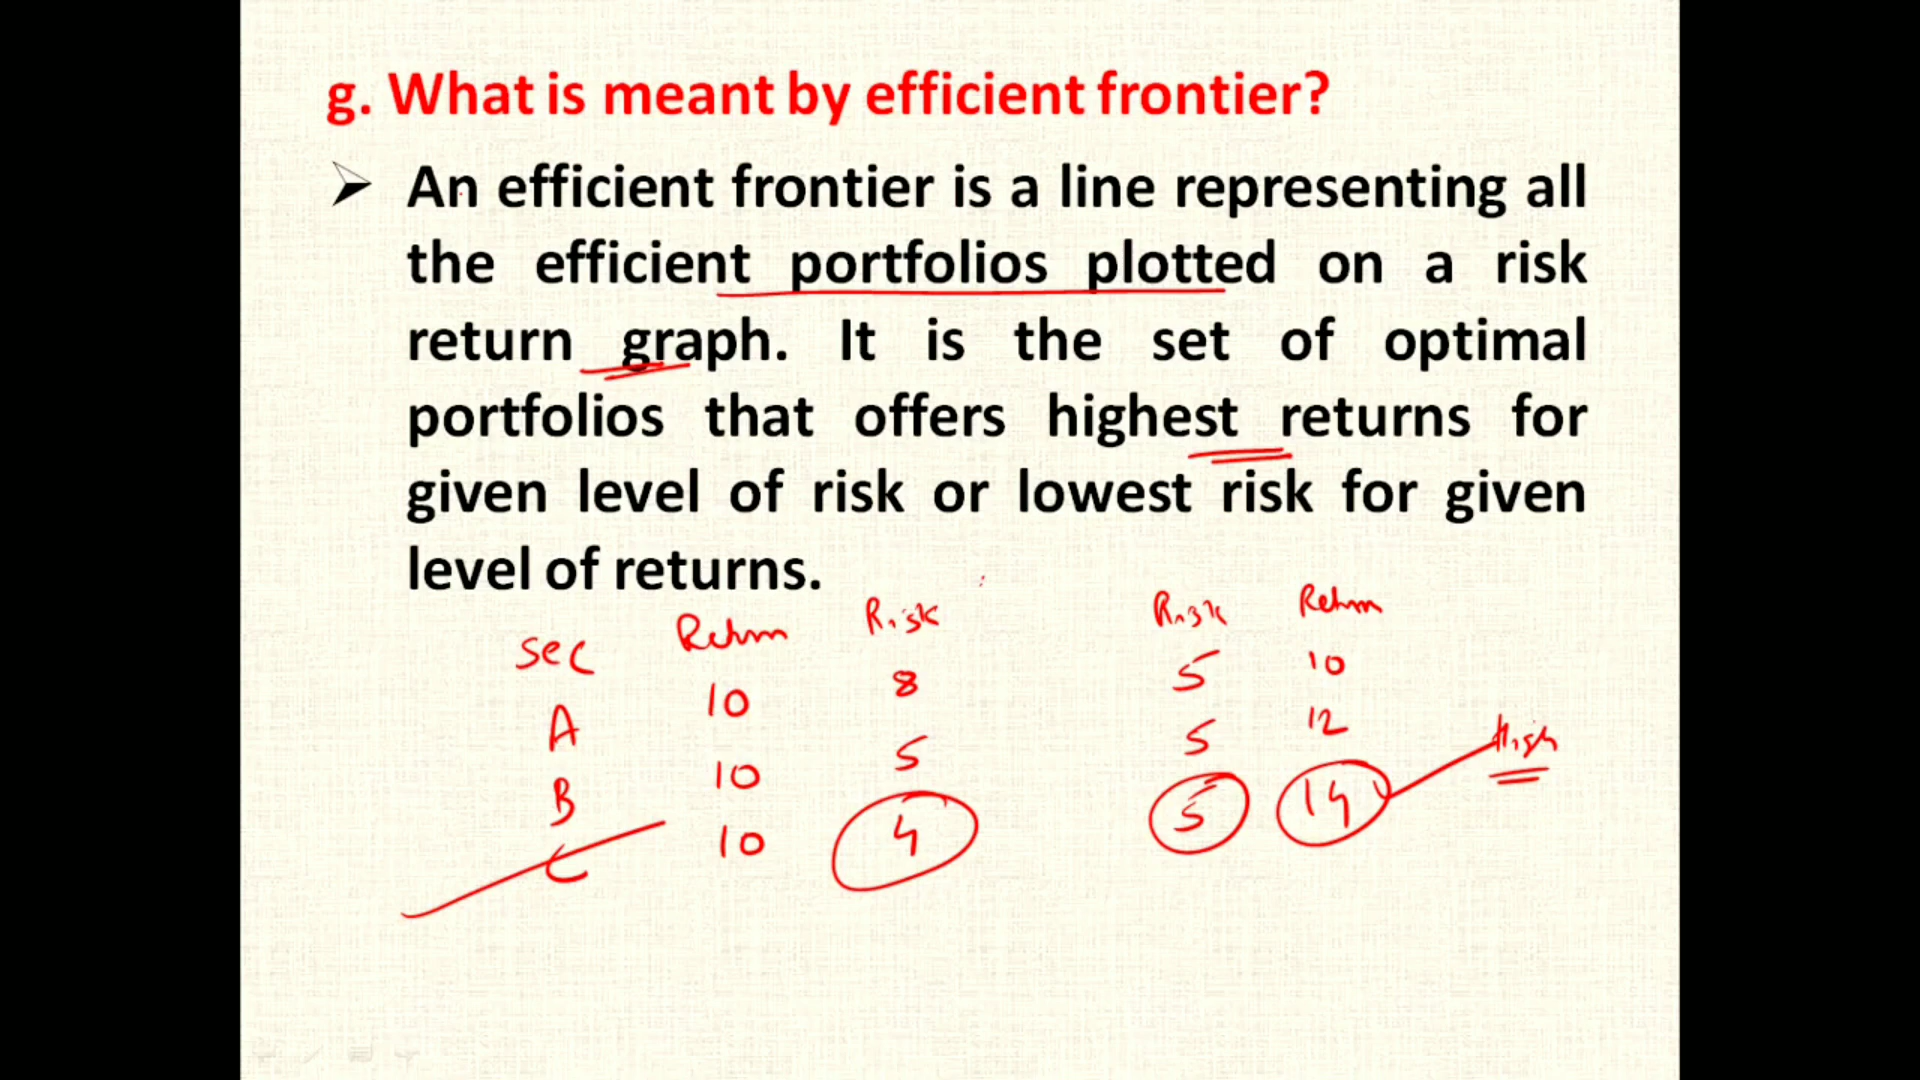 g. What is meant by efficient frontier?
An efficient frontier is a line representing all
the efficient portfolios plotted on a risk
return graph. It is the set of optimal
portfolios that offers highest returns for
given level of risk or lowest risk for given
level of returns.
Sec Return Risk Risk Return
A 10 8 5 10
B 10 5 5 12 High
C 10 4 5 14